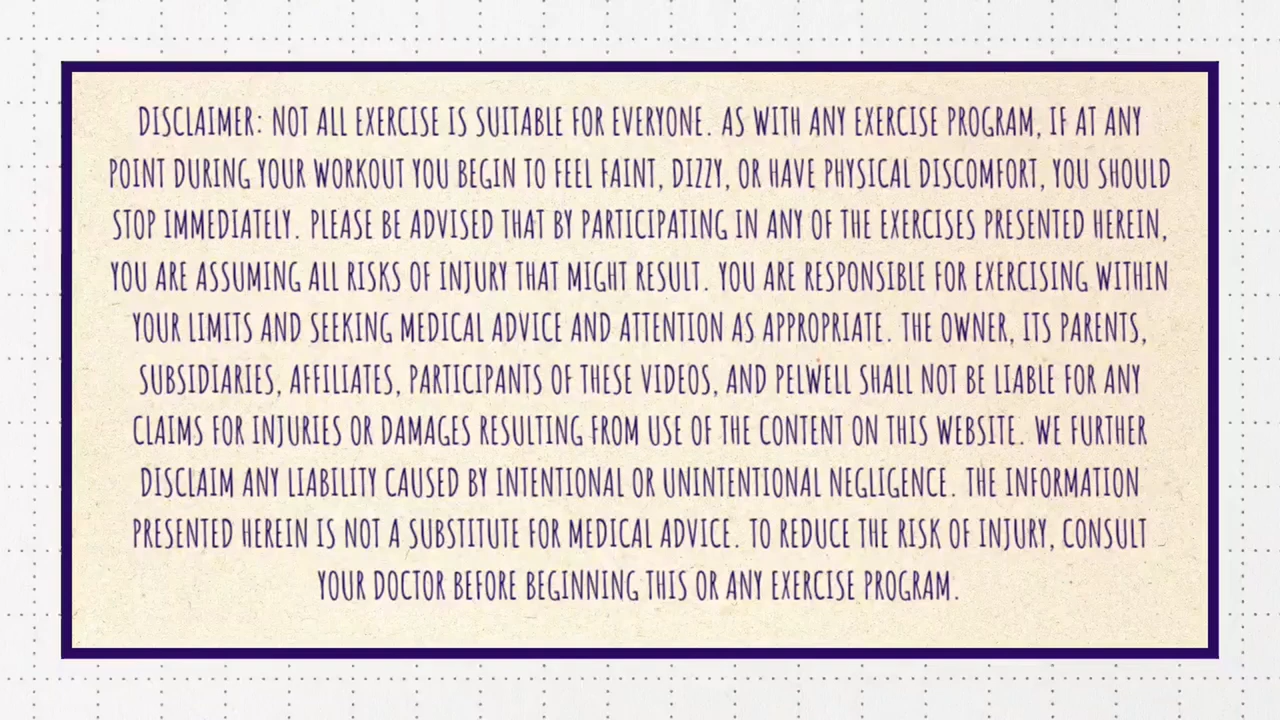 DISCLAIMER: NOT ALL EXERCISE IS SUITABLE FOR EVERYONE. AS WITH ANY EXERCISE PROGRAM, IF AT ANY
POINT DURING YOUR WORKOUT YOU BEGIN TO FEEL FAINT, DIZZY, OR HAVE PHYSICAL DISCOMFORT, YOU SHOULD
STOP IMMEDIATELY. PLEASE BE ADVISED THAT BY PARTICIPATING IN ANY OF THE EXERCISES PRESENTED HEREIN,
YOU ARE ASSUMING ALL RISKS OF INJURY THAT MIGHT RESULT. YOU ARE RESPONSIBLE FOR EXERCISING WITHIN
YOUR LIMITS AND SEEKING MEDICAL ADVICE AND ATTENTION AS APPROPRIATE. THE OWNER, ITS PARENTS,
SUBSIDIARIES, AFFILIATES, PARTICIPANTS OF THESE VIDEOS, AND PELWELL SHALL NOT BE LIABLE FOR ANY
CLAIMS FOR INJURIES OR DAMAGES RESULTING FROM USE OF THE CONTENT ON THIS WEBSITE. WE FURTHER
DISCLAIM ANY LIABILITY CAUSED BY INTENTIONAL OR UNINTENTIONAL NEGLIGENCE. THE INFORMATION
PRESENTED HEREIN IS NOT A SUBSTITUTE FOR MEDICAL ADVICE. TO REDUCE THE RISK OF INJURY, CONSULT
YOUR DOCTOR BEFORE BEGINNING THIS OR ANY EXERCISE PROGRAM.